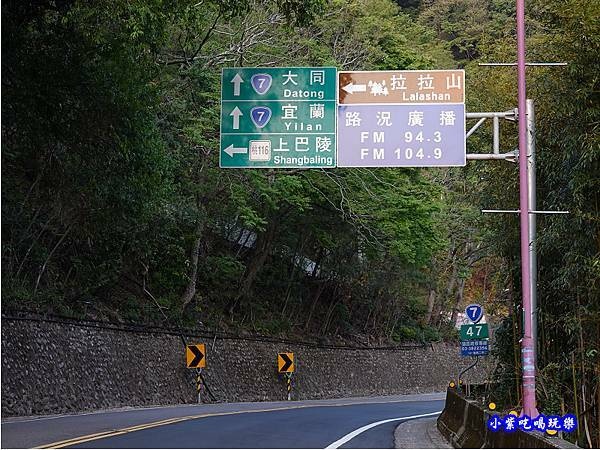 7 大同
Datong
7 宜蘭
Yilan
桃116 上巴陵
Shangbaling
拉拉山
Lalashan
路況廣播
FM 94.3
FM 104.9
7
47
小食吃喝玩樂